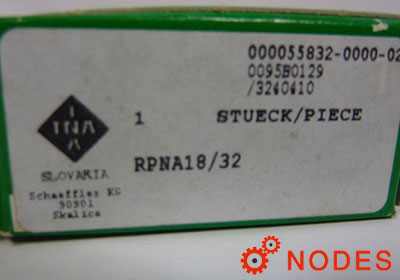 000055832-0000-02
0095B0129
/3240410
INA
1 STUECK/PIECE
RPNA18/32
SLOVAKIA
Schaeffler KG
90901
Skalica
NODES